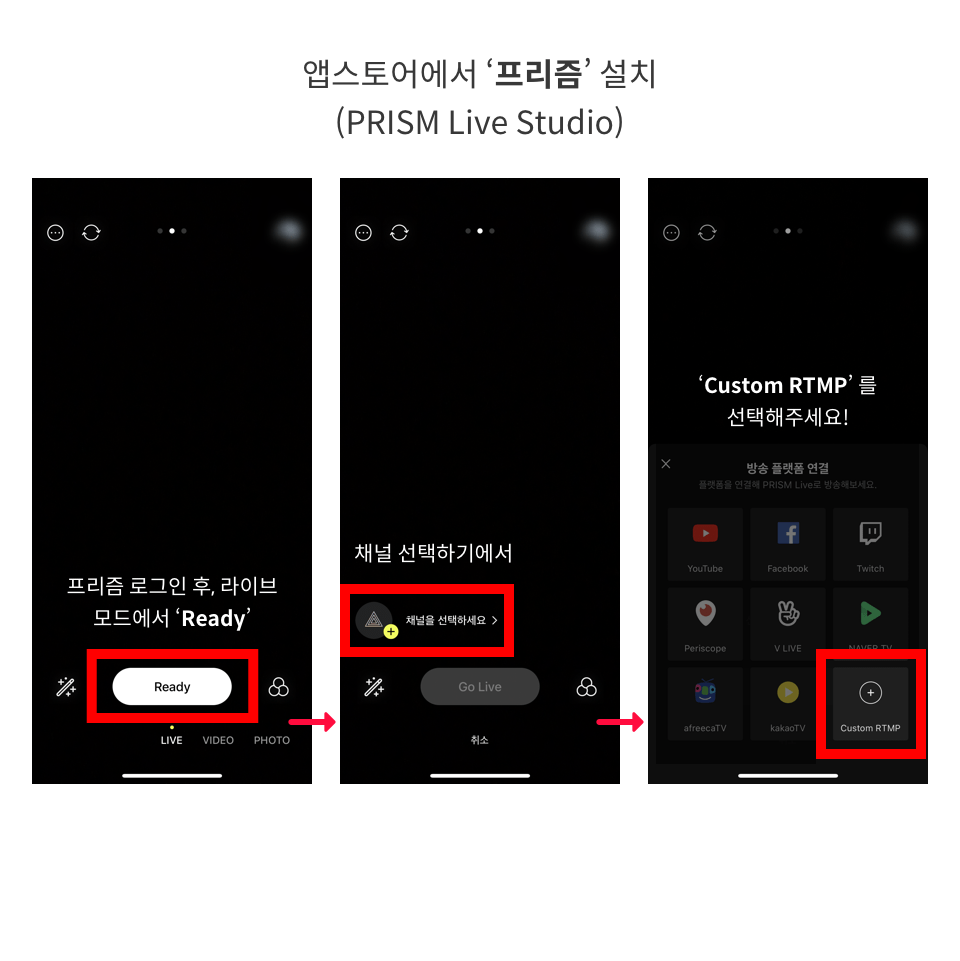 앱스토어에서 ‘프리즘’ 설치
(PRISM Live Studio)
프리즘 로그인 후, 라이브
모드에서 ‘Ready’
Ready
LIVE VIDEO PHOTO
채널 선택하기에서
채널을 선택하세요 >
Go Live
취소
‘Custom RTMP’ 를
선택해주세요!
방송 플랫폼 연결
플랫폼을 연결해 PRISM Live로 방송해보세요.
YouTube Facebook Twitch
Periscope V LIVE NAVER TV
afreecaTV kakaoTV Custom RTMP